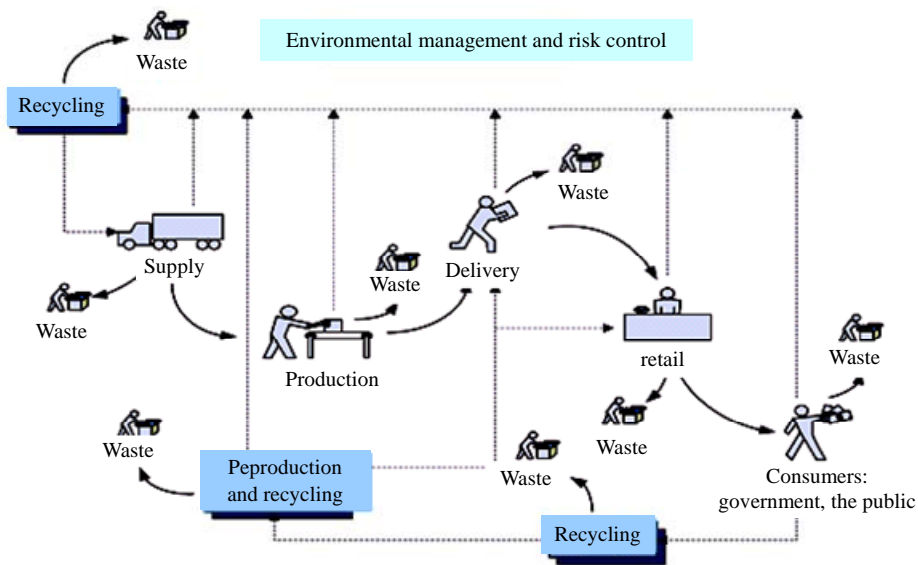 Environmental management and risk control
Waste
Recycling
Waste
Supply
Delivery
Waste
Waste
Production
retail
Waste
Waste
Waste
Peproduction
and recycling
Waste
Waste
Consumers:
government, the public
Recycling